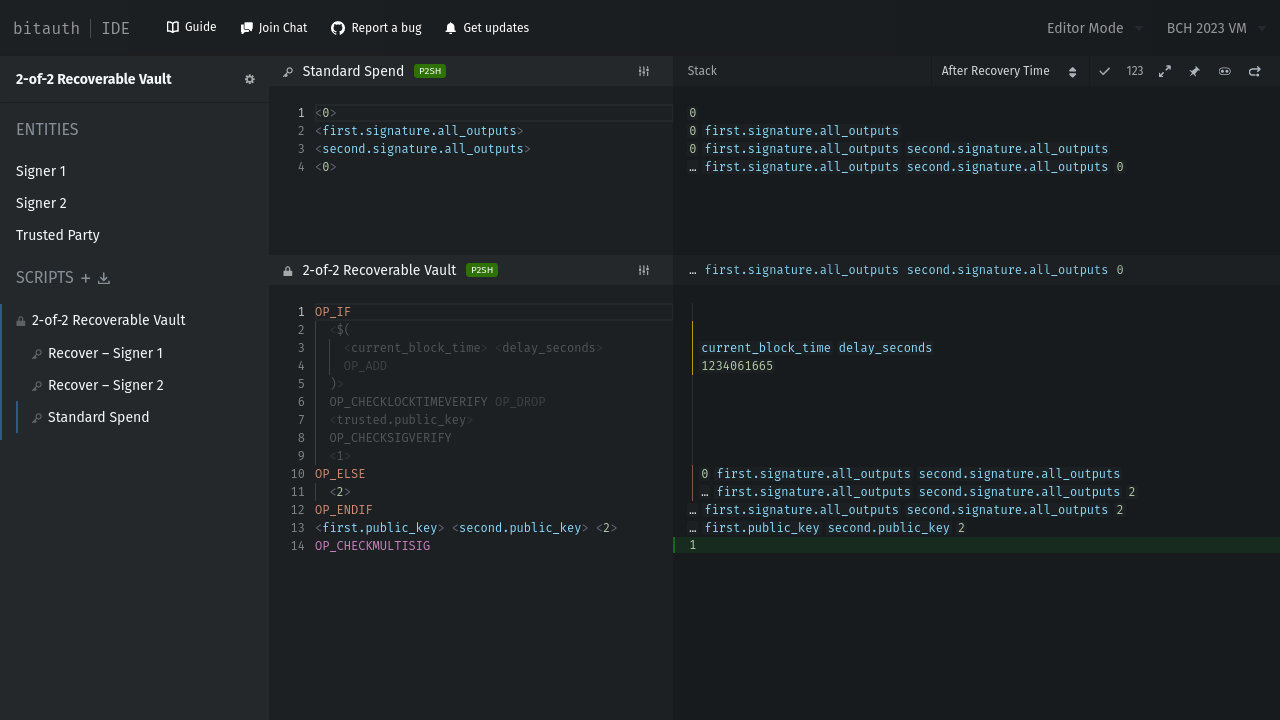 bitauth | IDE Guide Join Chat Report a bug Get updates Editor Mode BCH 2023 VM
2-of-2 Recoverable Vault
ENTITIES
Signer 1
Signer 2
Trusted Party
SCRIPTS
2-of-2 Recoverable Vault
Recover – Signer 1
Recover – Signer 2
Standard Spend
Standard Spend P2SH
1 <0>
2 <first.signature.all_outputs>
3 <second.signature.all_outputs>
4 <0>
Stack After Recovery Time 123
0
0 first.signature.all_outputs
0 first.signature.all_outputs second.signature.all_outputs
… first.signature.all_outputs second.signature.all_outputs 0
2-of-2 Recoverable Vault P2SH
1 OP_IF
2 <$(
3 <current_block_time> <delay_seconds>
4 OP_ADD
5 )>
6 OP_CHECKLOCKTIMEVERIFY OP_DROP
7 <trusted.public_key>
8 OP_CHECKSIGVERIFY
9 <1>
10 OP_ELSE
11 <2>
12 OP_ENDIF
13 <first.public_key> <second.public_key> <2>
14 OP_CHECKMULTISIG
… first.signature.all_outputs second.signature.all_outputs 0
current_block_time delay_seconds
1234061665
0 first.signature.all_outputs second.signature.all_outputs
… first.signature.all_outputs second.signature.all_outputs 2
… first.signature.all_outputs second.signature.all_outputs 2
… first.public_key second.public_key 2
1